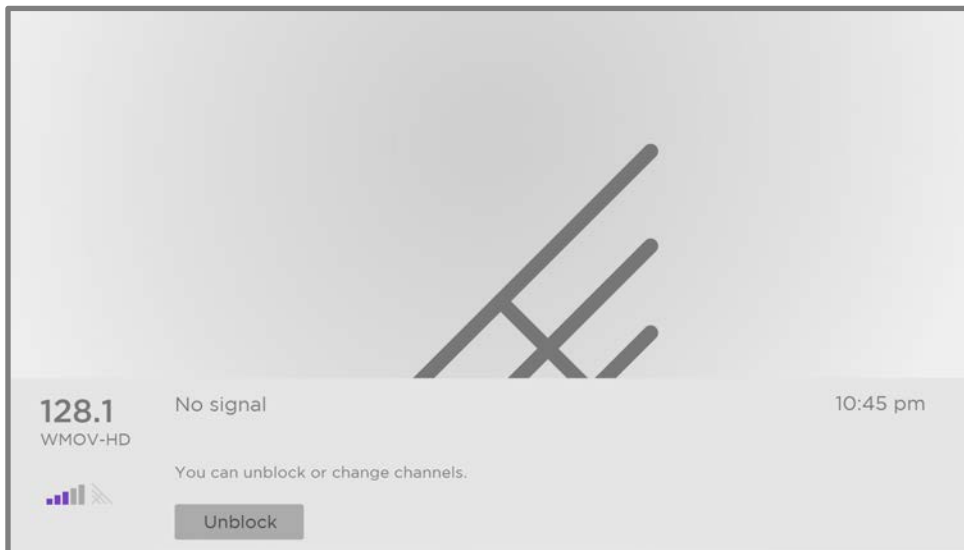 128.1
WMOV-HD
No signal
10:45 pm
You can unblock or change channels.
Unblock